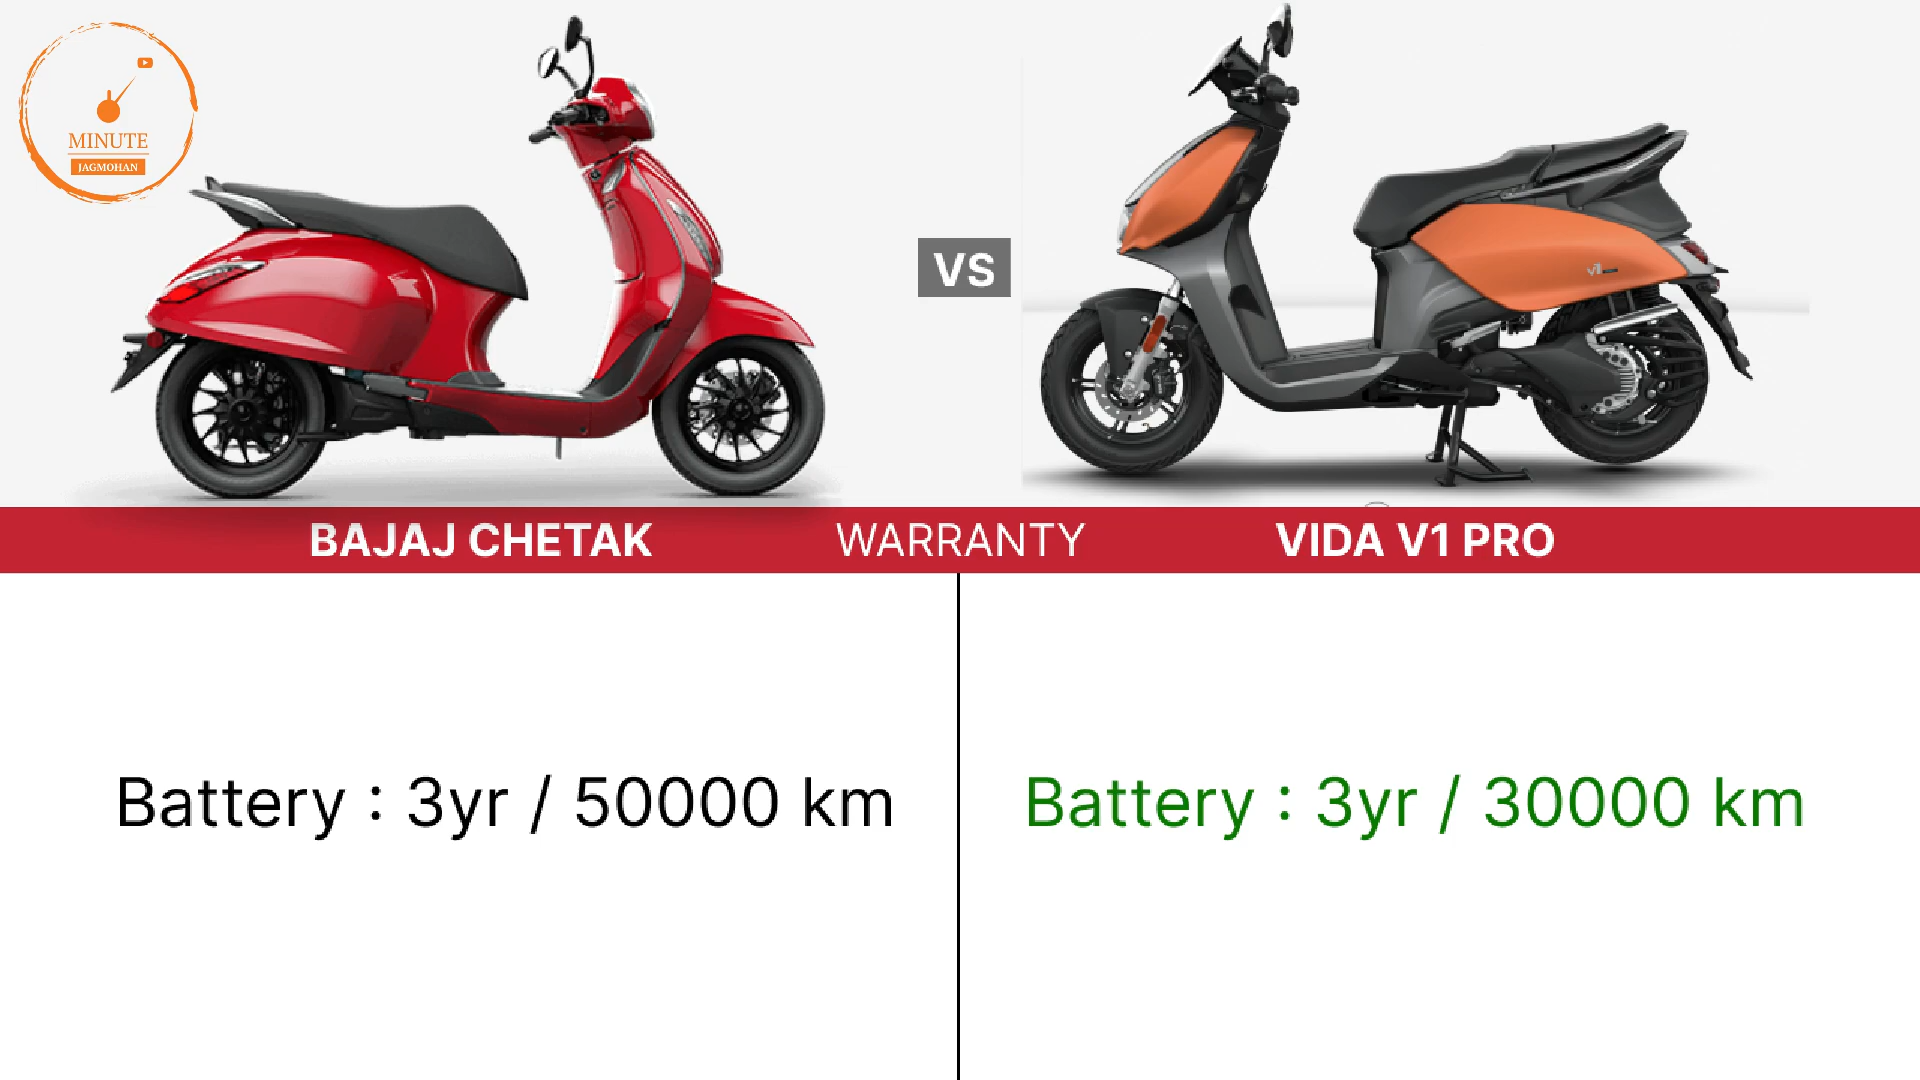 MINUTE
JAGMOHAN
VS
BAJAJ CHETAK WARRANTY VIDA V1 PRO
Battery : 3yr / 50000 km
Battery : 3yr / 30000 km